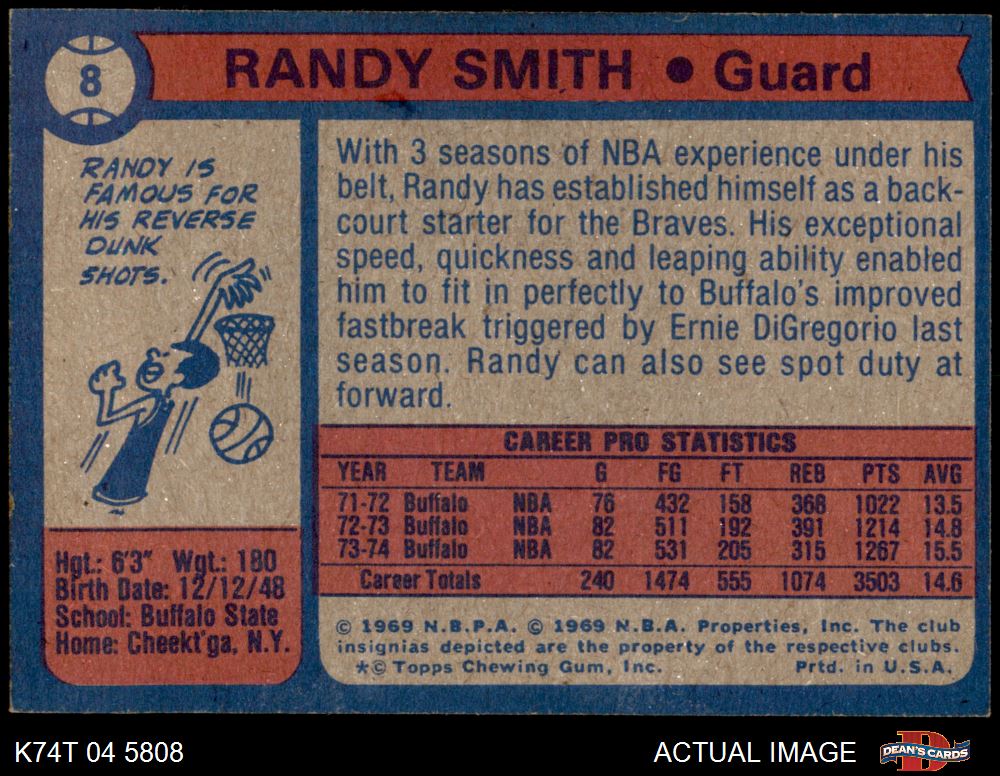 8
RANDY SMITH • Guard
RANDY IS
FAMOUS FOR
HIS REVERSE
DUNK
SHOTS.
With 3 seasons of NBA experience under his
belt, Randy has established himself as a back-
court starter for the Braves. His exceptional
speed, quickness and leaping ability enabled
him to fit in perfectly to Buffalo's improved
fastbreak triggered by Ernie DiGregorio last
season. Randy can also see spot duty at
forward.
Hgt.: 6'3" Wgt.: 180
Birth Date: 12/12/48
School: Buffalo State
Home: Cheekt'ga, N.Y.
CAREER PRO STATISTICS
YEAR TEAM G FG FT REB PTS AVG
71-72 Buffalo NBA 76 432 158 368 1022 13.5
72-73 Buffalo NBA 82 511 192 391 1214 14.8
73-74 Buffalo NBA 82 531 205 315 1267 15.5
Career Totals 240 1474 555 1074 3503 14.6
© 1969 N.B.P.A. © 1969 N.B.A. Properties, Inc. The club
insignias depicted are the property of the respective clubs.
*© Topps Chewing Gum, Inc. Prtd. in U.S.A.
K74T 04 5808
ACTUAL IMAGE
D
DEAN'S CARDS